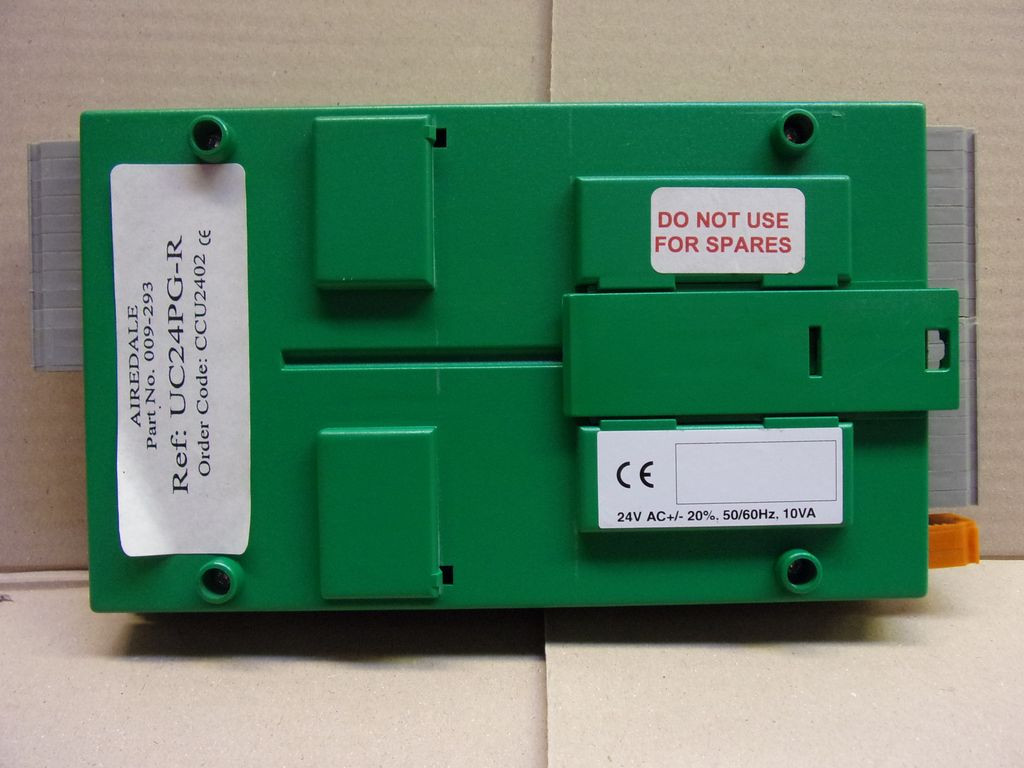 AIREDALE
Part No. 009-293
Ref: UC24PG-R
Order Code: CCU2402 CE
DO NOT USE
FOR SPARES
CE
24V AC+/- 20%, 50/60Hz, 10VA